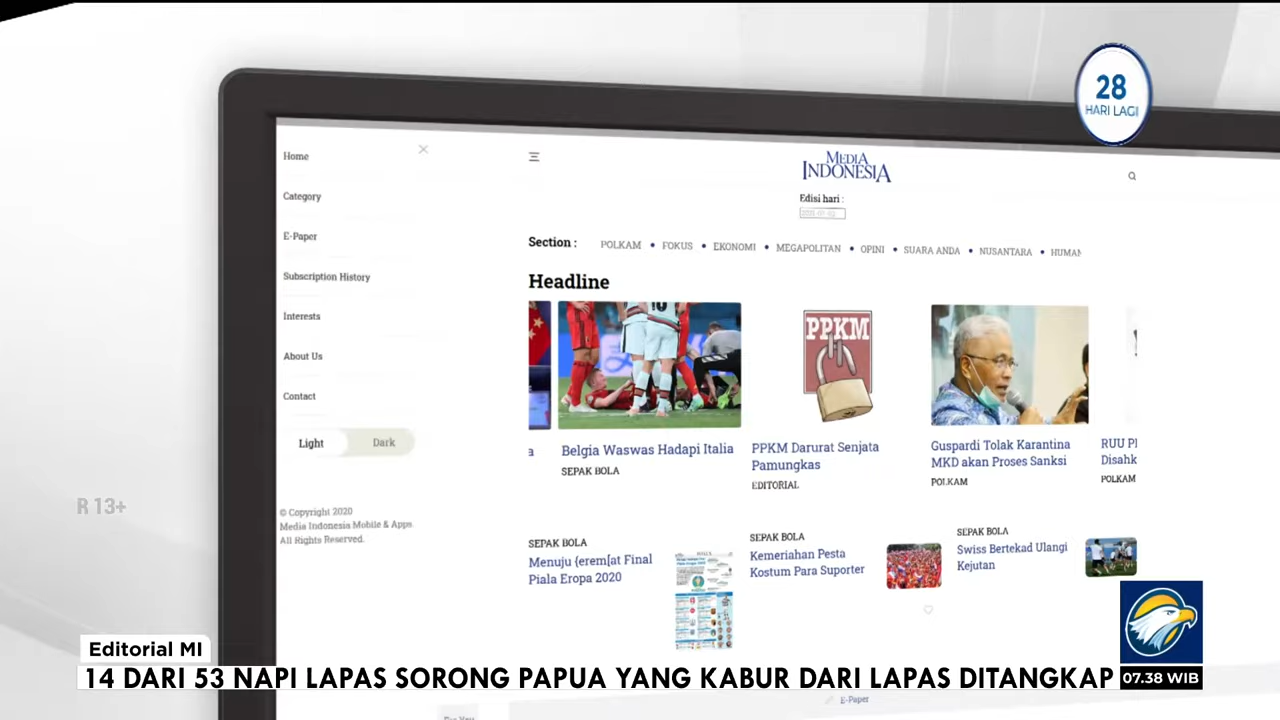 28
HARI LAGI
Home
Category
E-Paper
Subscription History
Interests
About Us
Contact
Light
Dark
© Copyright 2020
Media Indonesia Mobile & Apps
All Rights Reserved.
MEDIA
INDONESIA
Edisi hari :
Section :
POLKAM • FOKUS • EKONOMI • MEGAPOLITAN • OPINI • SUARA ANDA • NUSANTARA • HUMAN
Headline
PPKM
a
Belgia Waswas Hadapi Italia
SEPAK BOLA
PPKM Darurat Senjata
Pamungkas
EDITORIAL
Guspardi Tolak Karantina
MKD akan Proses Sanksi
POLKAM
RUU P
Disahk
POLKAM
SEPAK BOLA
Menuju {erem[at Final
Piala Eropa 2020
SEPAK BOLA
Kemeriahan Pesta
Kostum Para Suporter
SEPAK BOLA
Swiss Bertekad Ulangi
Kejutan
R 13+
Editorial MI
14 DARI 53 NAPI LAPAS SORONG PAPUA YANG KABUR DARI LAPAS DITANGKAP
07.38 WIB
E-Paper